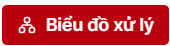 Biểu đồ xử lý